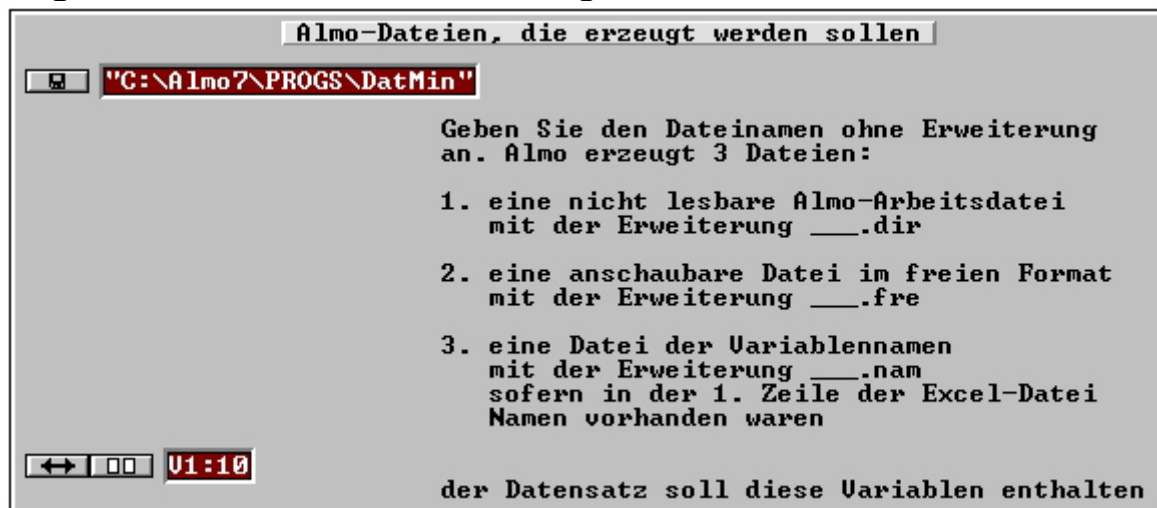 Almo-Dateien, die erzeugt werden sollen
"C:\Almo7\PROGS\DatMin"
Geben Sie den Dateinamen ohne Erweiterung
an. Almo erzeugt 3 Dateien:
1. eine nicht lesbare Almo-Arbeitsdatei
mit der Erweiterung ___.dir
2. eine anschaubare Datei im freien Format
mit der Erweiterung ___.fre
3. eine Datei der Variablennamen
mit der Erweiterung ___.nam
sofern in der 1. Zeile der Excel-Datei
Namen vorhanden waren
V1:10
der Datensatz soll diese Variablen enthalten